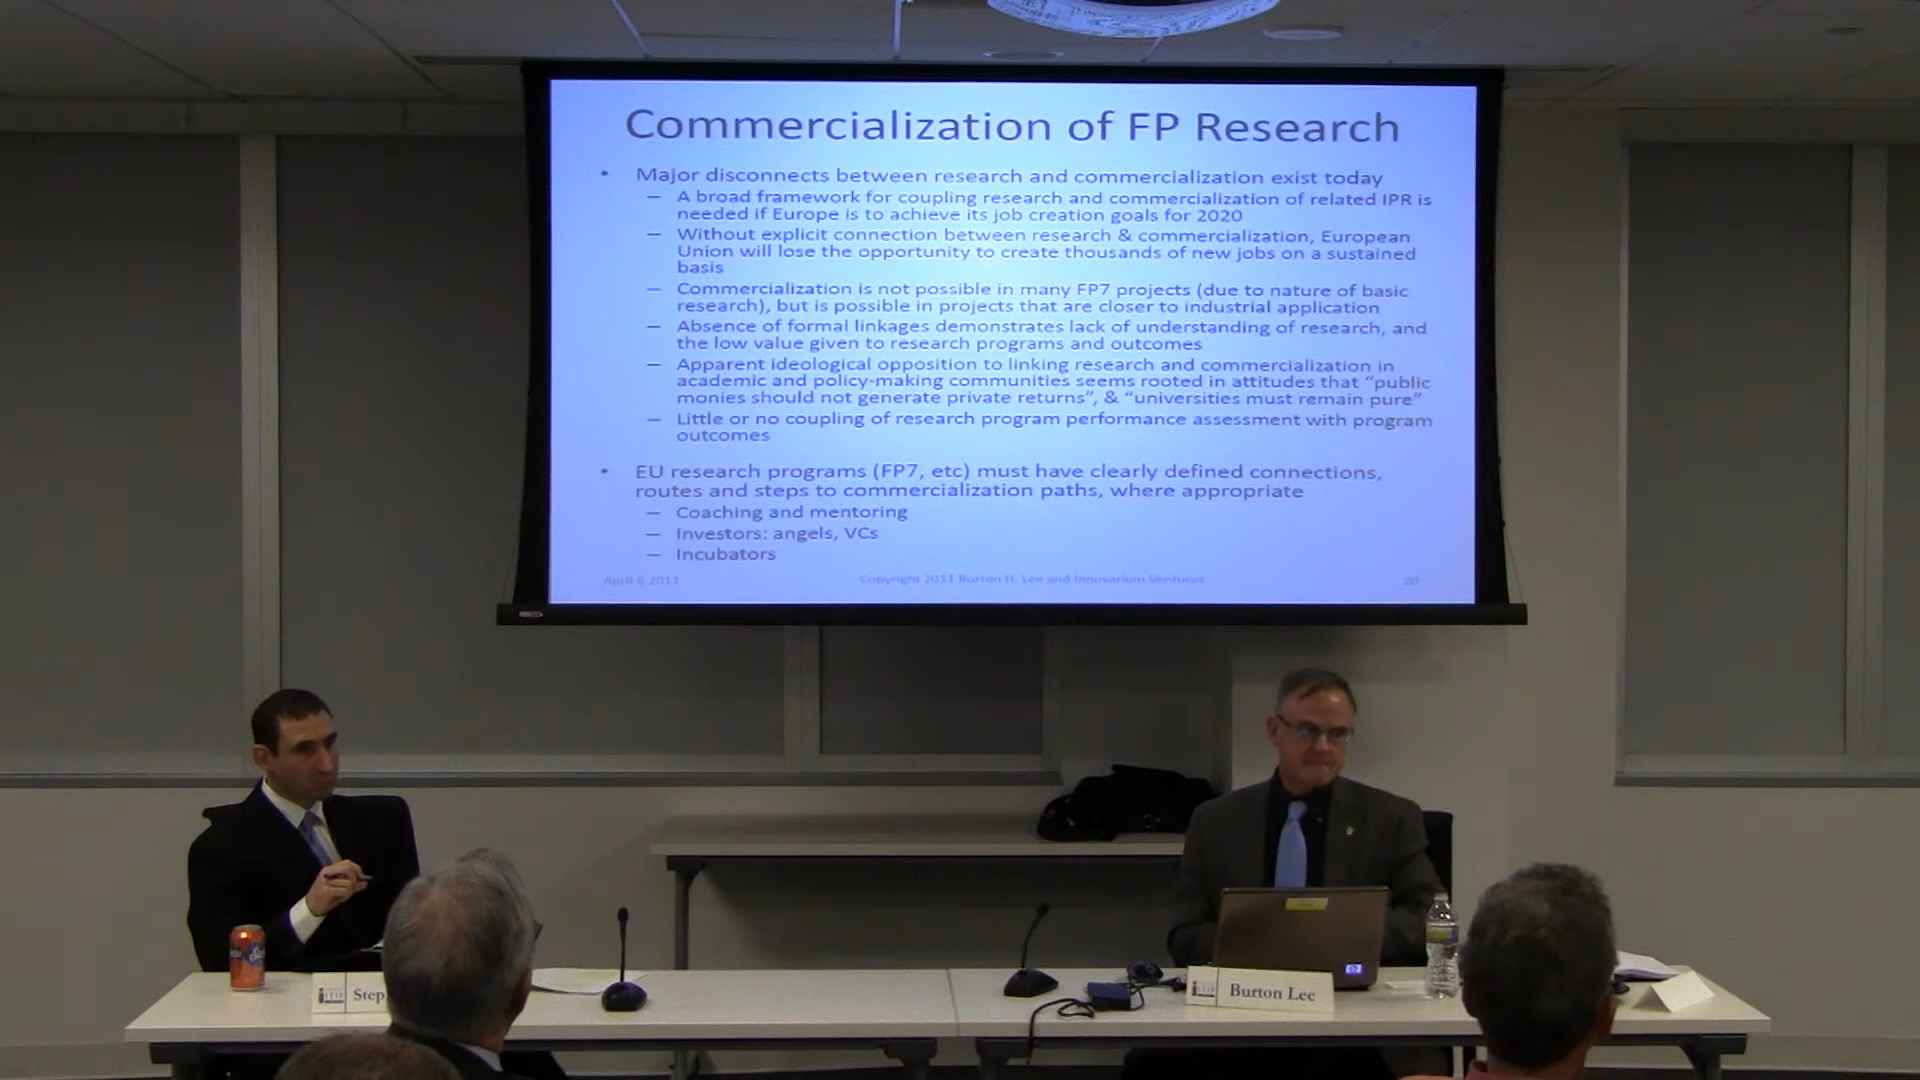 Commercialization of FP Research
• Major disconnects between research and commercialization exist today
– A broad framework for coupling research and commercialization of related IPR is
needed if Europe is to achieve its job creation goals for 2020
– Without explicit connection between research & commercialization, European
Union will lose the opportunity to create thousands of new jobs on a sustained
basis
– Commercialization is not possible in many FP7 projects (due to nature of basic
research), but is possible in projects that are closer to industrial application
– Absence of formal linkages demonstrates lack of understanding of research, and
the low value given to research programs and outcomes
– Apparent ideological opposition to linking research and commercialization in
academic and policy-making communities seems rooted in attitudes that “public
monies should not generate private returns”, & “universities must remain pure”
– Little or no coupling of research program performance assessment with program
outcomes
• EU research programs (FP7, etc) must have clearly defined connections,
routes and steps to commercialization paths, where appropriate
– Coaching and mentoring
– Investors: angels, VCs
– Incubators
April 6 2011 Copyright 2011 Burton H. Lee and Innovarium Ventures 20
Step
Burton Lee
hp